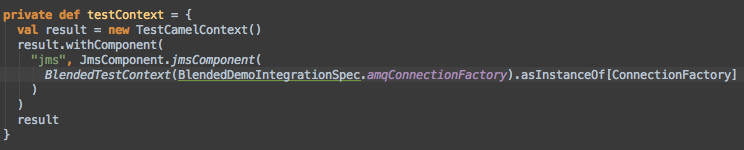 private def testContext = {
  val result = new TestCamelContext()
  result.withComponent(
    "jms", JmsComponent.jmsComponent(
      BlendedTestContext(BlendedDemoIntegrationSpec.amqConnectionFactory).asInstanceOf[ConnectionFactory]
    )
  )
  result
}